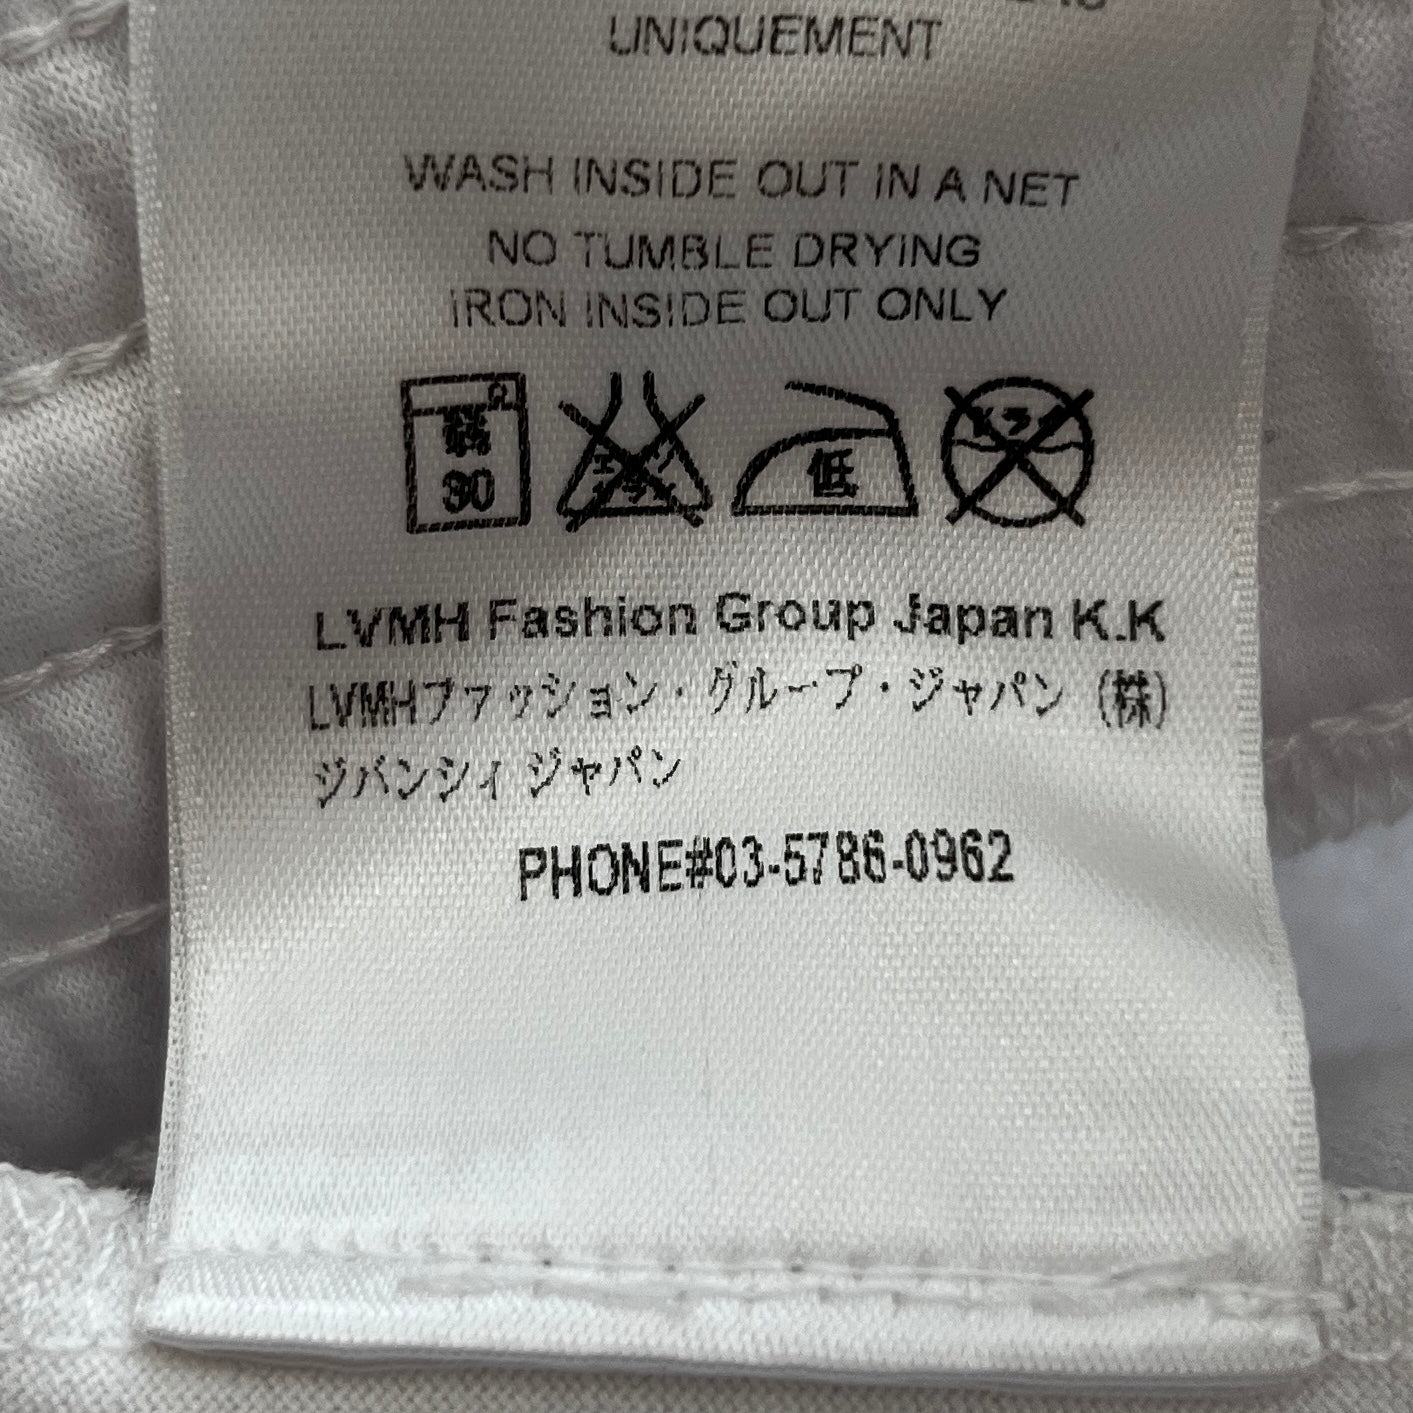 UNIQUEMENT
WASH INSIDE OUT IN A NET
NO TUMBLE DRYING
IRON INSIDE OUT ONLY
弱 30
低
LVMH Fashion Group Japan K.K
LVMHファッション・グループ・ジャパン (株)
ジバンシィ ジャパン
PHONE#03-5786-0962